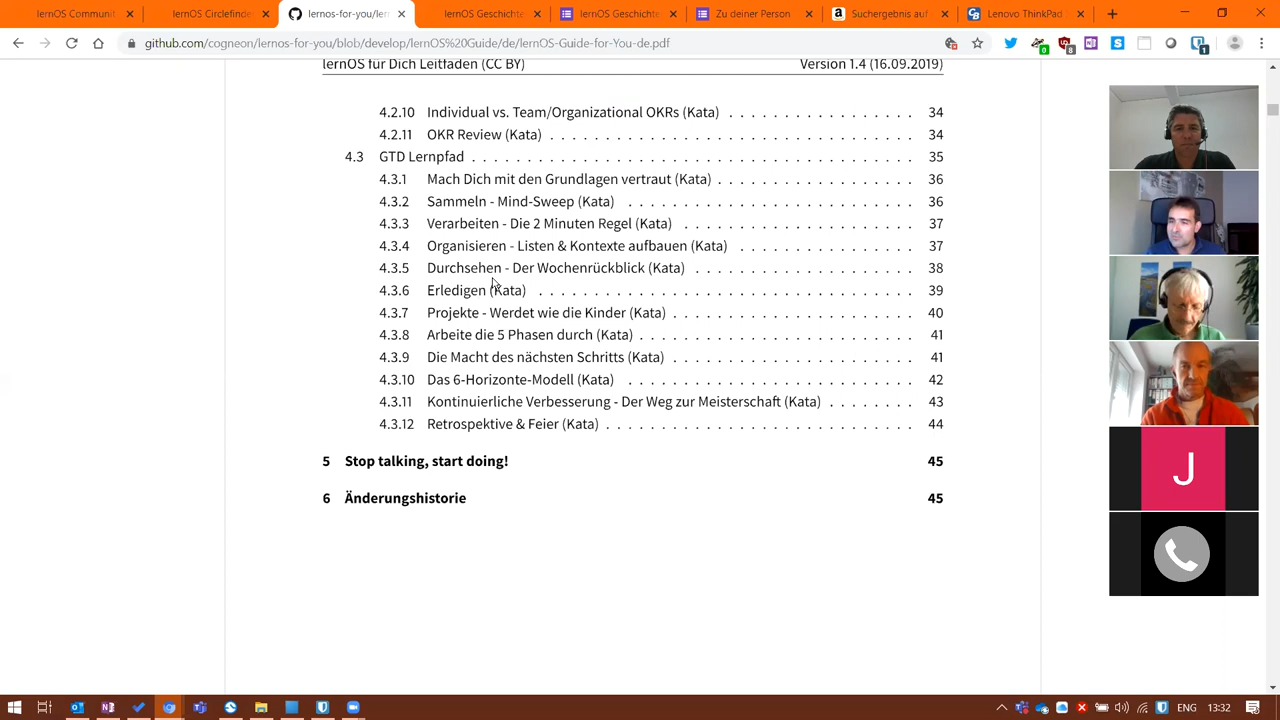 lernOS Communit
lernOS Circlefinde
lernos-for-you/lern
lernOS Geschichte
lernOS Geschichte
Zu deiner Person
Suchergebnis auf
Lenovo ThinkPad
github.com/cogneon/lernos-for-you/blob/develop/lernOS%20Guide/de/lernOS-Guide-for-You-de.pdf
lernOS für Dich Leitfaden (CC BY) Version 1.4 (16.09.2019)
4.2.10 Individual vs. Team/Organizational OKRs (Kata) . . . . . . . . . . . . . . 34
4.2.11 OKR Review (Kata) . . . . . . . . . . . . . . . . . . . . . . . . . . . 34
4.3 GTD Lernpfad . . . . . . . . . . . . . . . . . . . . . . . . . . . . . . . . 35
4.3.1 Mach Dich mit den Grundlagen vertraut (Kata) . . . . . . . . . . . . . . 36
4.3.2 Sammeln - Mind-Sweep (Kata) . . . . . . . . . . . . . . . . . . . . . 36
4.3.3 Verarbeiten - Die 2 Minuten Regel (Kata) . . . . . . . . . . . . . . . . . 37
4.3.4 Organisieren - Listen & Kontexte aufbauen (Kata) . . . . . . . . . . . . . 37
4.3.5 Durchsehen - Der Wochenrückblick (Kata) . . . . . . . . . . . . . . . . 38
4.3.6 Erledigen (Kata) . . . . . . . . . . . . . . . . . . . . . . . . . . . 39
4.3.7 Projekte - Werdet wie die Kinder (Kata) . . . . . . . . . . . . . . . . . 40
4.3.8 Arbeite die 5 Phasen durch (Kata) . . . . . . . . . . . . . . . . . . . 41
4.3.9 Die Macht des nächsten Schritts (Kata) . . . . . . . . . . . . . . . . . 41
4.3.10 Das 6-Horizonte-Modell (Kata) . . . . . . . . . . . . . . . . . . . . . 42
4.3.11 Kontinuierliche Verbesserung - Der Weg zur Meisterschaft (Kata) . . . . . . . . 43
4.3.12 Retrospektive & Feier (Kata) . . . . . . . . . . . . . . . . . . . . . . 44
5 Stop talking, start doing! 45
6 Änderungshistorie 45
J
ENG 13:32